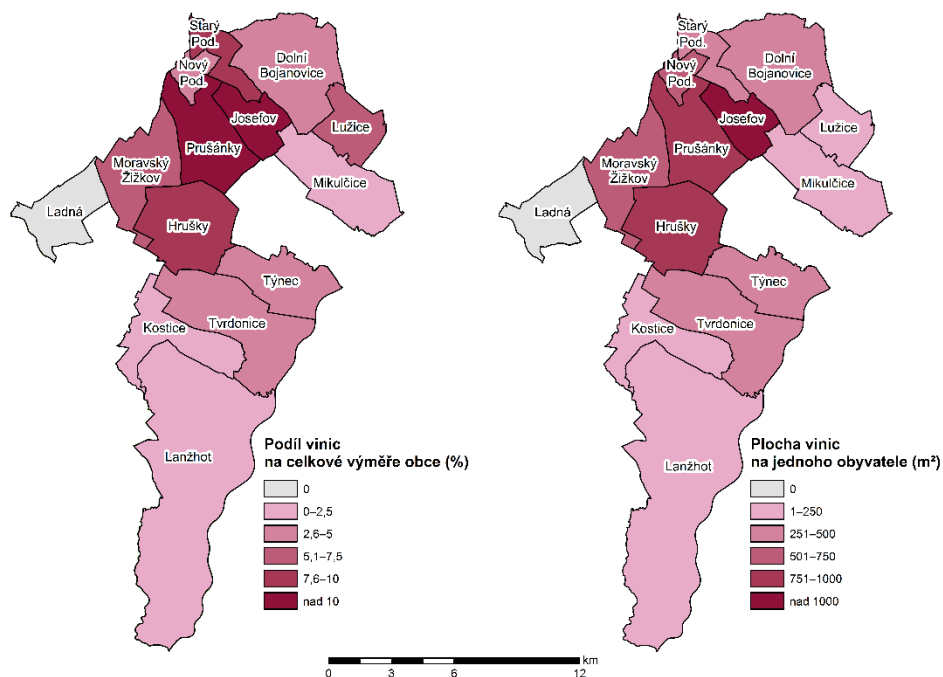 Starý
Pod.
Nový
Pod.
Dolní
Bojanovice
Josefov
Lužice
Prušánky
Moravský
Žižkov
Mikulčice
Ladná
Hrušky
Týnec
Kostice
Tvrdonice
Lanžhot
Podíl vinic
na celkové výměře obce (%)
0
0–2,5
2,6–5
5,1–7,5
7,6–10
nad 10
Starý
Pod.
Nový
Pod.
Dolní
Bojanovice
Josefov
Lužice
Prušánky
Moravský
Žižkov
Mikulčice
Ladná
Hrušky
Týnec
Kostice
Tvrdonice
Lanžhot
Plocha vinic
na jednoho obyvatele (m²)
0
1–250
251–500
501–750
751–1000
nad 1000
km
0 3 6 12